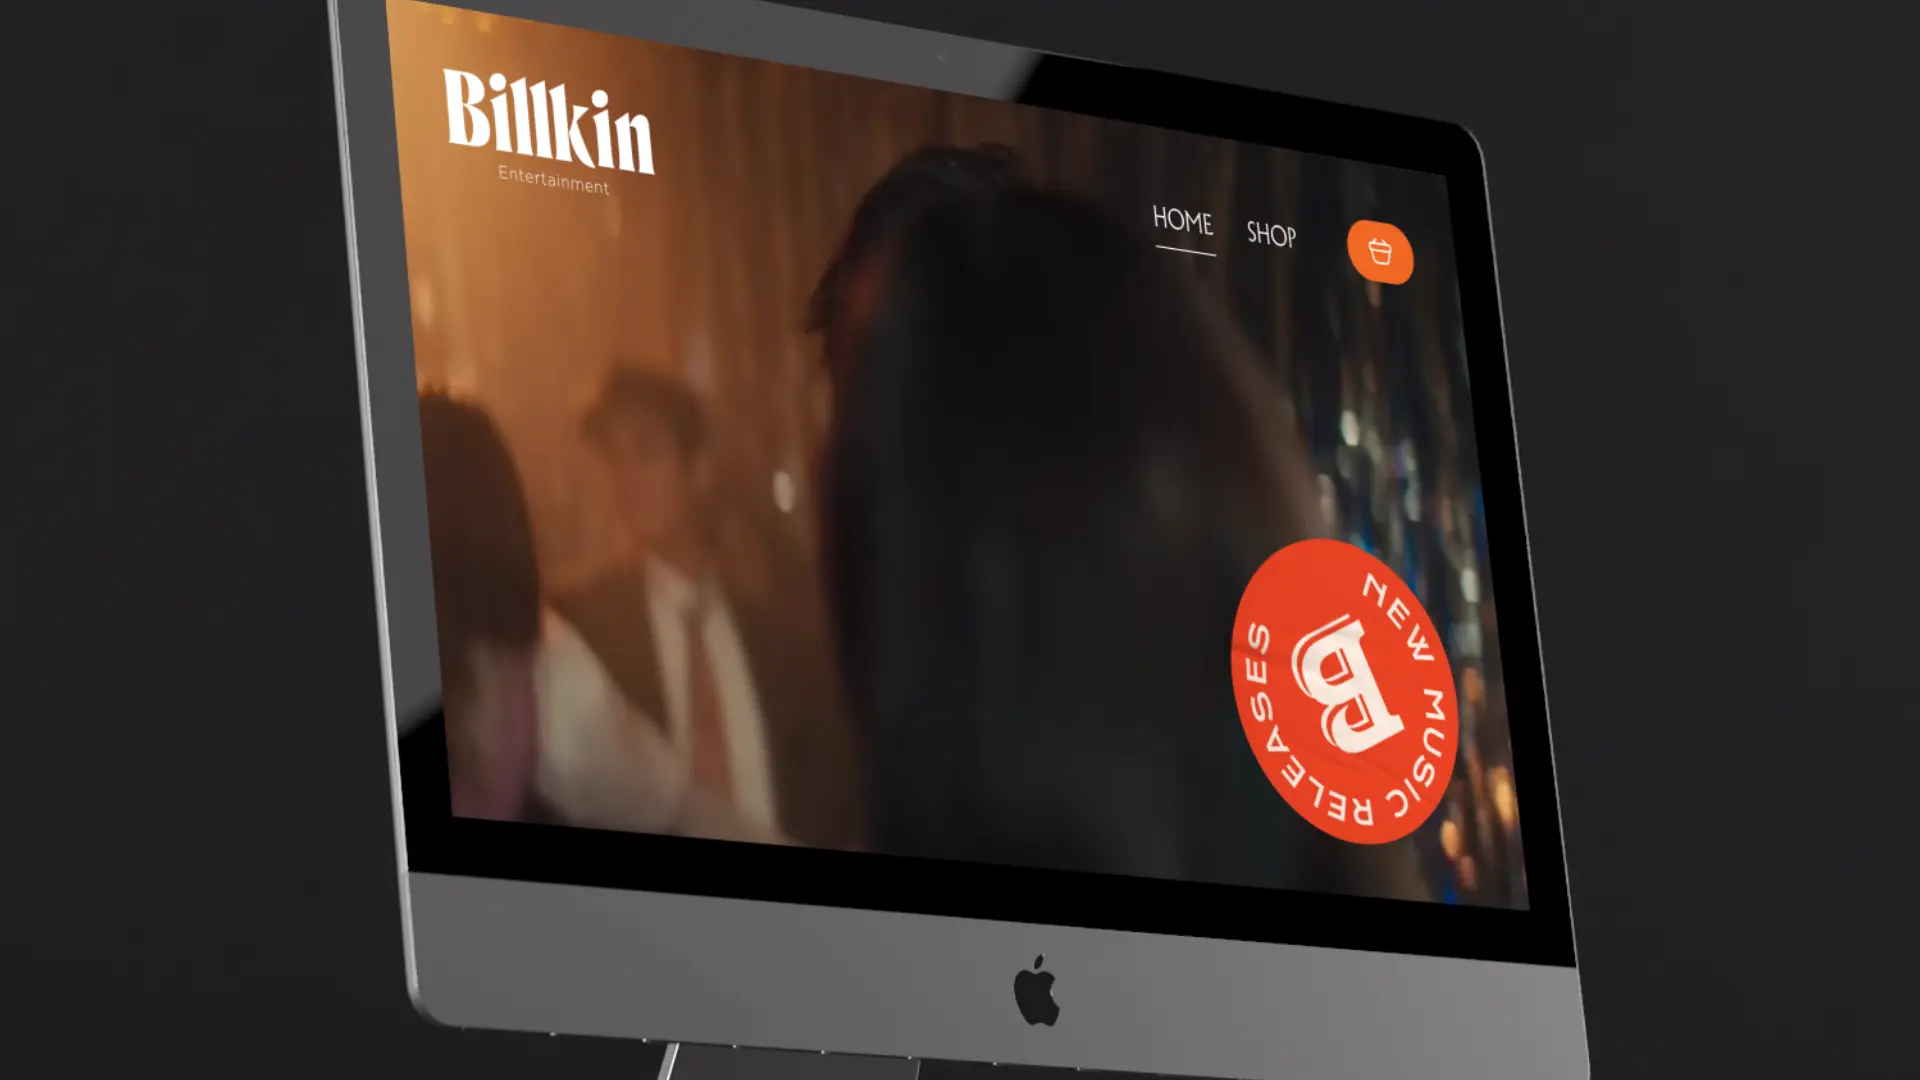 Billkin
Entertainment
HOME
SHOP
NEW MUSIC RELEASES
B